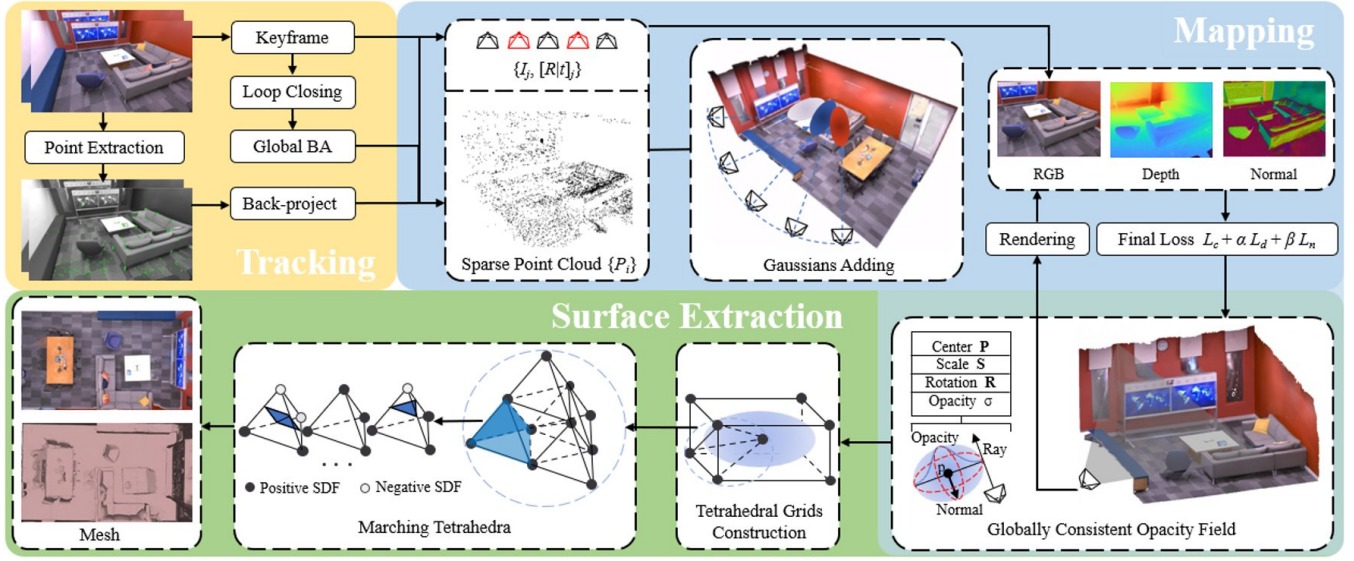 Keyframe
Loop Closing
Global BA
Point Extraction
Back-project
Tracking
{I_j, [R|t]_j}
Sparse Point Cloud {P_i}
Gaussians Adding
Mapping
RGB Depth Normal
Rendering
Final Loss L_c + α L_d + β L_n
Surface Extraction
Center P
Scale S
Rotation R
Opacity σ
Opacity
Ray
P
Normal
Globally Consistent Opacity Field
Tetrahedral Grids
Construction
. . .
Positive SDF Negative SDF
Marching Tetrahedra
Mesh